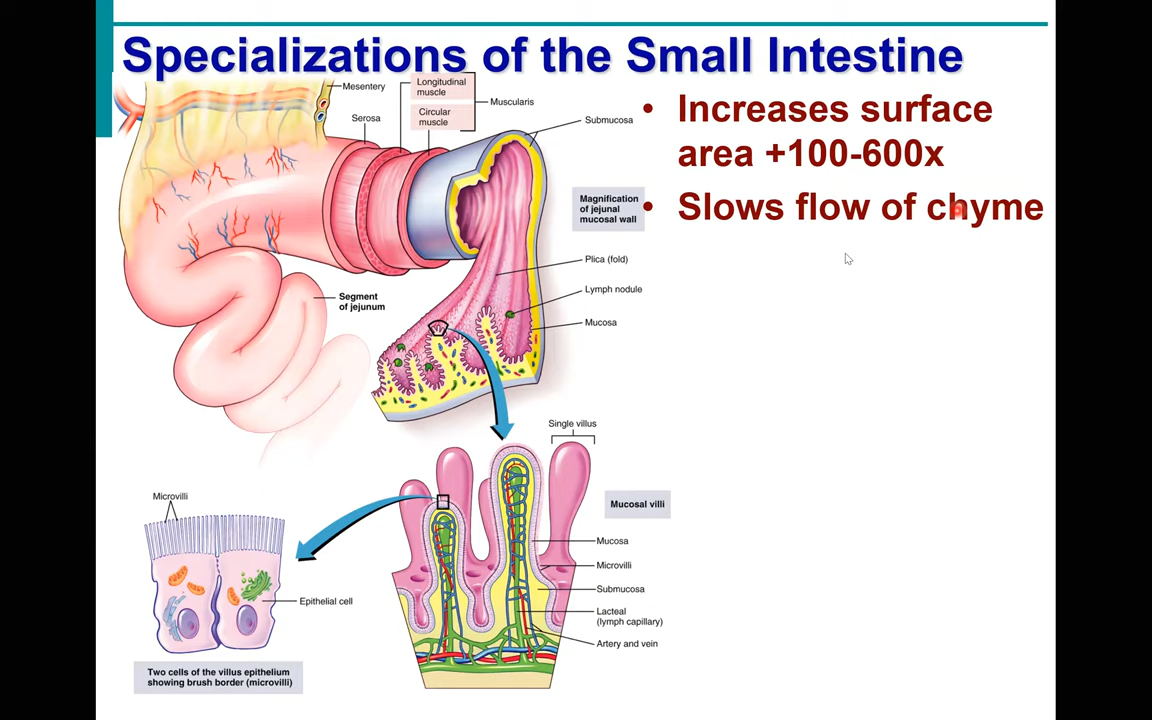 Specializations of the Small Intestine
Mesentery
Longitudinal
muscle
Muscularis
Circular
muscle
Serosa
Submucosa
• Increases surface
area +100-600x
• Slows flow of chyme
Magnification
of jejunal
mucosal wall
Plica (fold)
Lymph nodule
Mucosa
Segment
of jejunum
Single villus
Mucosal villi
Microvilli
Mucosa
Microvilli
Submucosa
Lacteal
(lymph capillary)
Artery and vein
Epithelial cell
Two cells of the villus epithelium
showing brush border (microvilli)